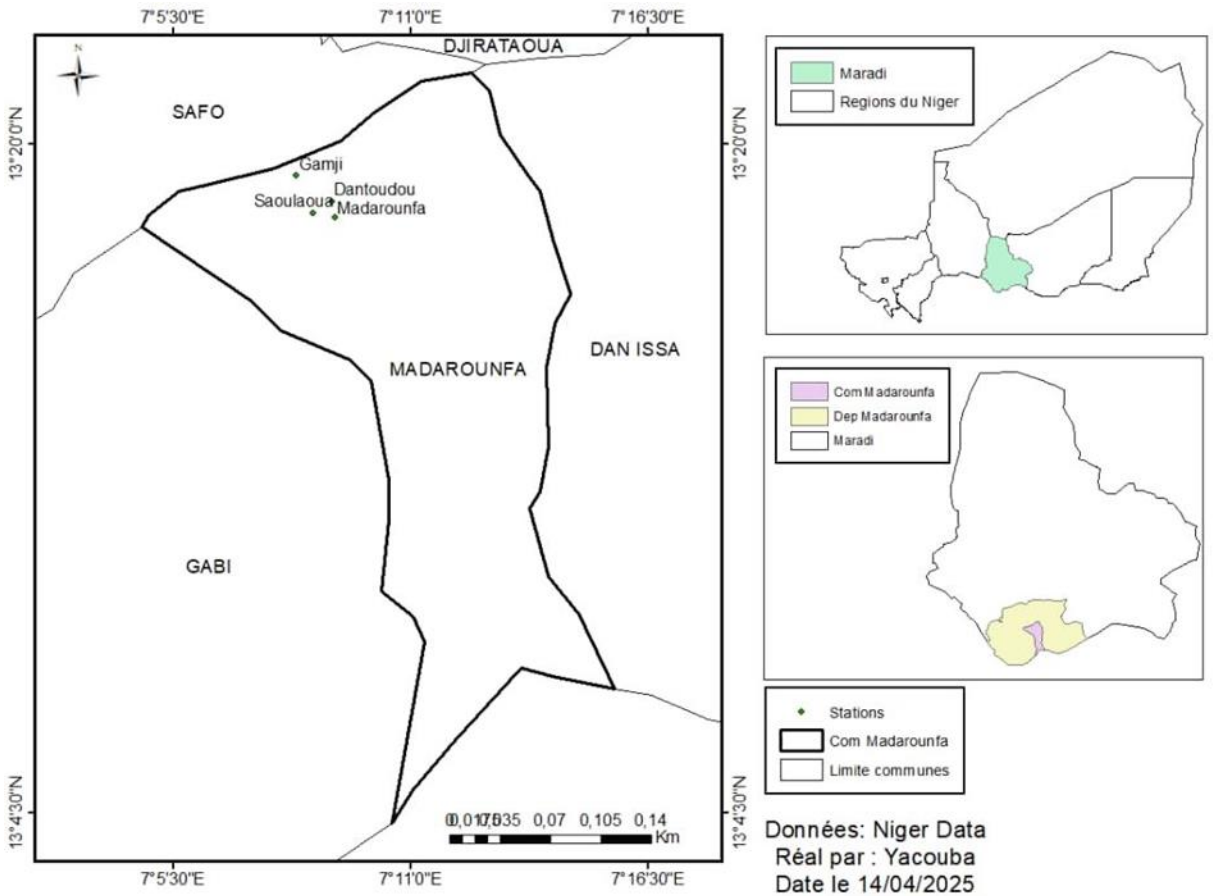 7°5'30"E 7°11'0"E 7°16'30"E
N
DJIRATAOUA
SAFO
13°20'0"N
13°20'0"N
Gamji
Dantoudou
Saoulaoua
Madarounfa
DAN ISSA
MADAROUNFA
GABI
13°4'30"N
13°4'30"N
0,07 0,105 0,14
Km
7°5'30"E 7°11'0"E 7°16'30"E
Maradi
Regions du Niger
Com Madarounfa
Dep Madarounfa
Maradi
Stations
Com Madarounfa
Limite communes
Données: Niger Data
Réal par : Yacouba
Date le 14/04/2025